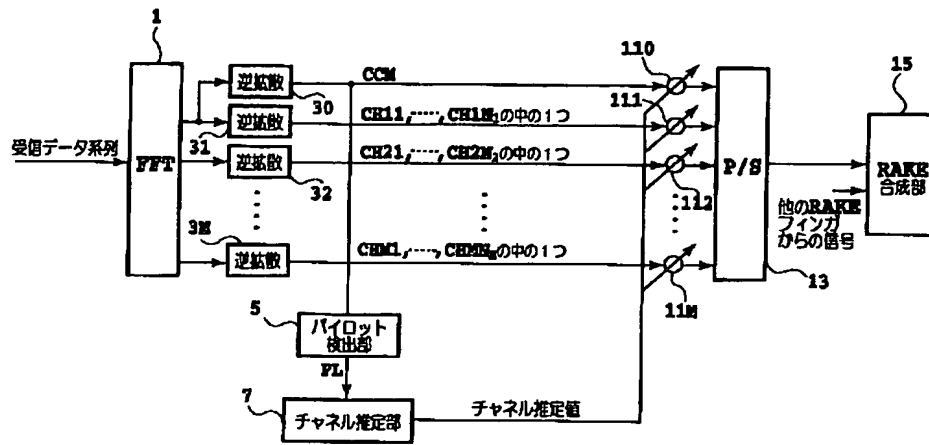 1
逆拡散
30
CCM
110
15
逆拡散
31
CH11,‥‥‥,CH1N₁の中の1つ
111
受信データ系列
FFT
逆拡散
32
CH21,‥‥‥,CH2N₂の中の1つ
112
P/S
RAKE
合成部
他のRAKE
フィンガ
からの信号
3M
逆拡散
CHM1,‥‥‥,CHMNMの中の1つ
11M
13
5
パイロット
検出部
PL
7
チャネル推定部
チャネル推定値